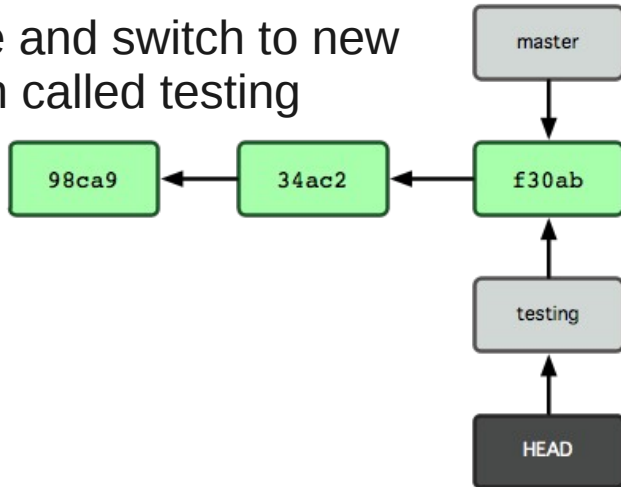 e and switch to new
master
n called testing
98ca9
34ac2
f30ab
testing
HEAD